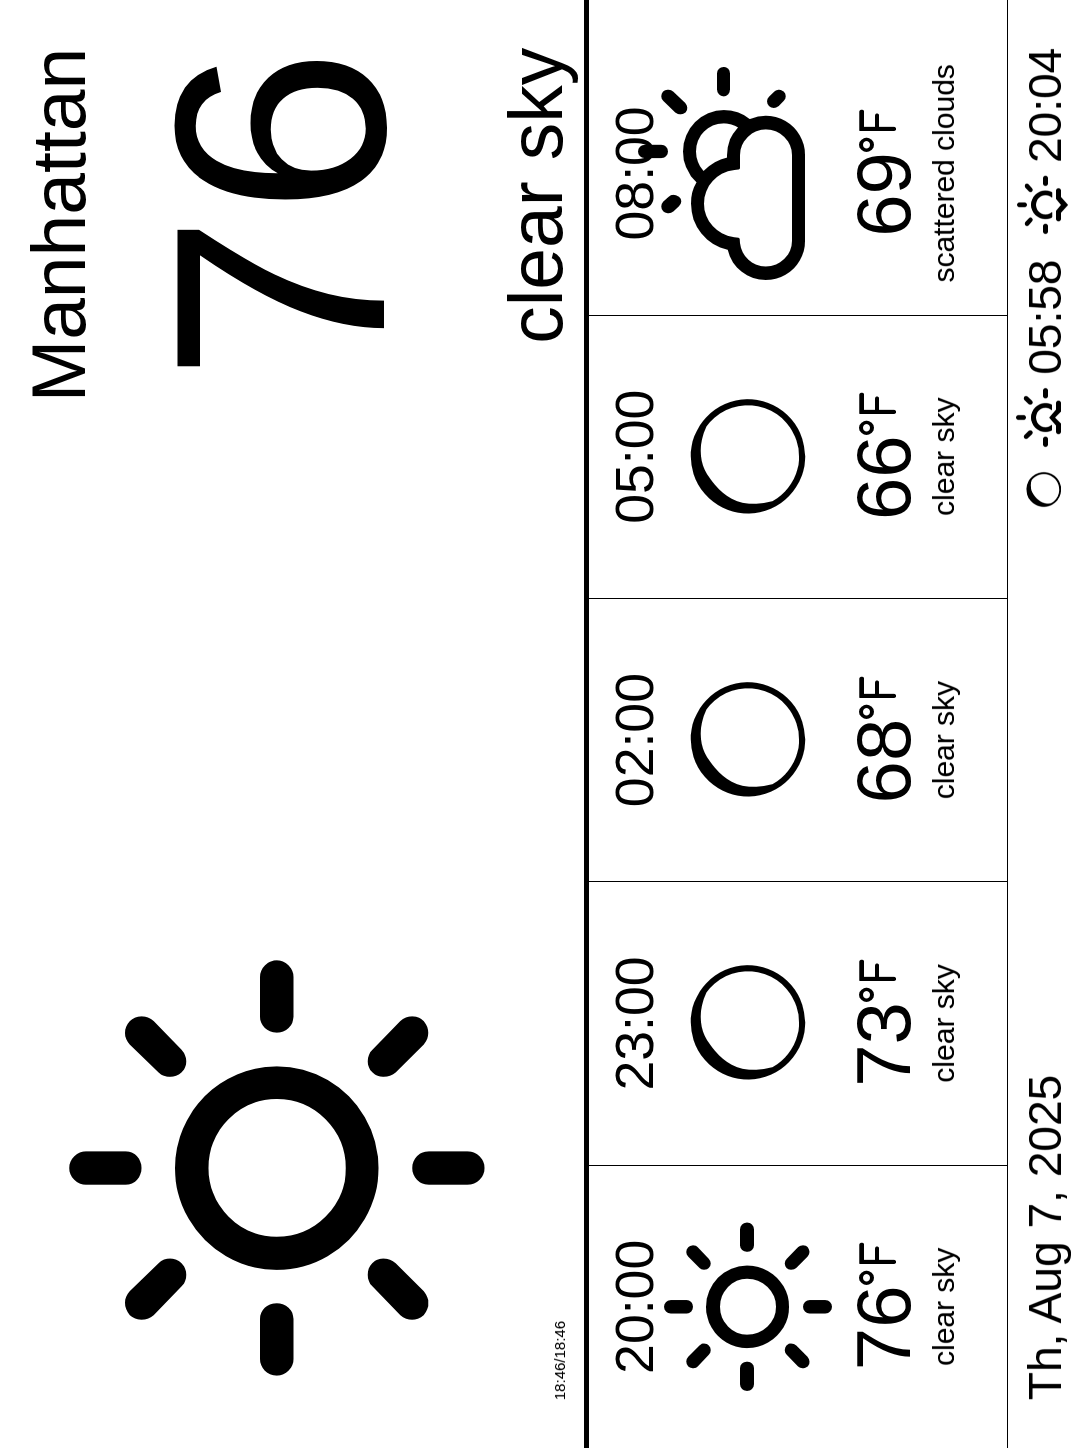 Manhattan
76
clear sky
18:46/18:46
20:00
76°F
clear sky
23:00
73°F
clear sky
02:00
68°F
clear sky
05:00
66°F
clear sky
08:00
69°F
scattered clouds
Th, Aug 7, 2025
05:58
20:04